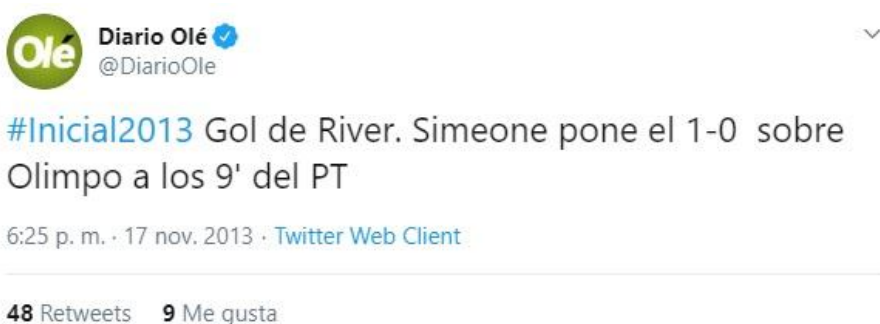 Olé
Diario Olé
@DiarioOle
#Inicial2013 Gol de River. Simeone pone el 1-0 sobre
Olimpo a los 9' del PT
6:25 p. m. · 17 nov. 2013 · Twitter Web Client
48 Retweets 9 Me gusta